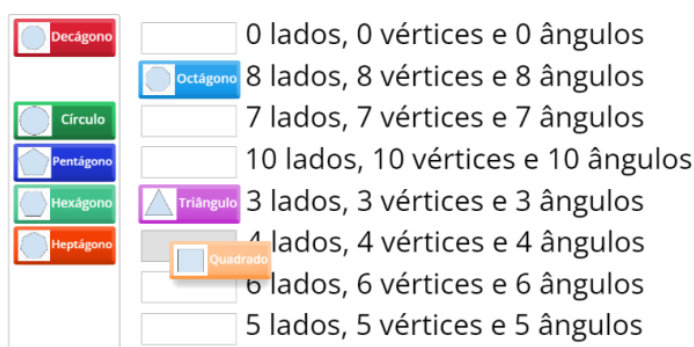 Decágono
0 lados, 0 vértices e 0 ângulos
Octágono
8 lados, 8 vértices e 8 ângulos
Círculo
7 lados, 7 vértices e 7 ângulos
Pentágono
10 lados, 10 vértices e 10 ângulos
Hexágono
Triângulo
3 lados, 3 vértices e 3 ângulos
Heptágono
Quadrado
4 lados, 4 vértices e 4 ângulos
6 lados, 6 vértices e 6 ângulos
5 lados, 5 vértices e 5 ângulos